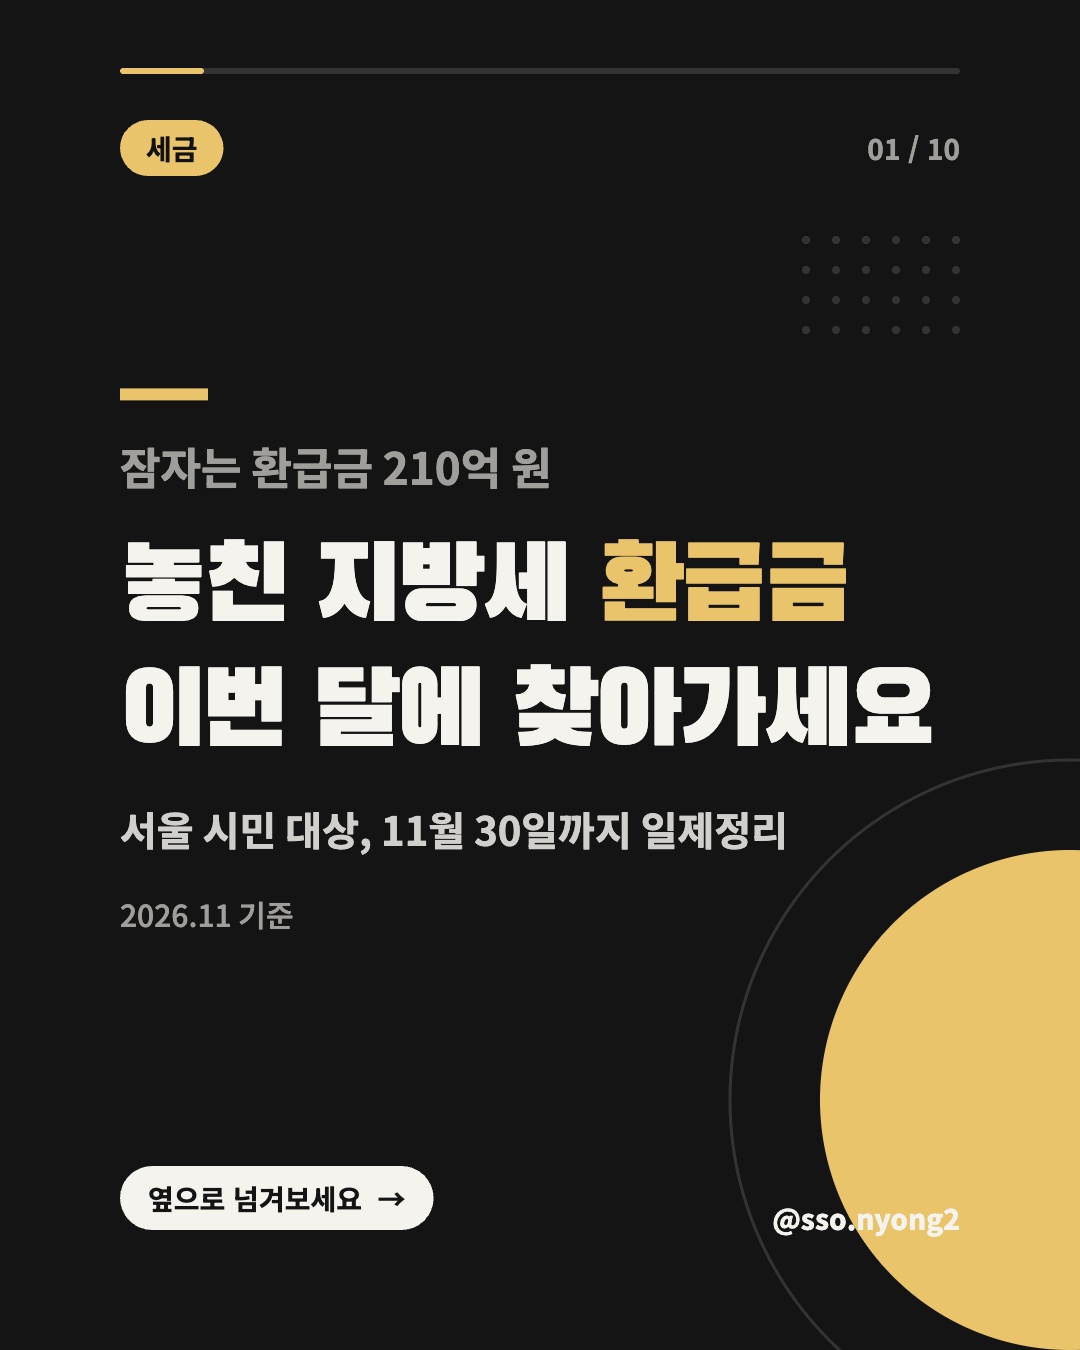 세금
01 / 10
잠자는 환급금 210억 원
놓친 지방세 환급금
이번 달에 찾아가세요
서울 시민 대상, 11월 30일까지 일제정리
2026.11 기준
옆으로 넘겨보세요 →
@sso.nyong2